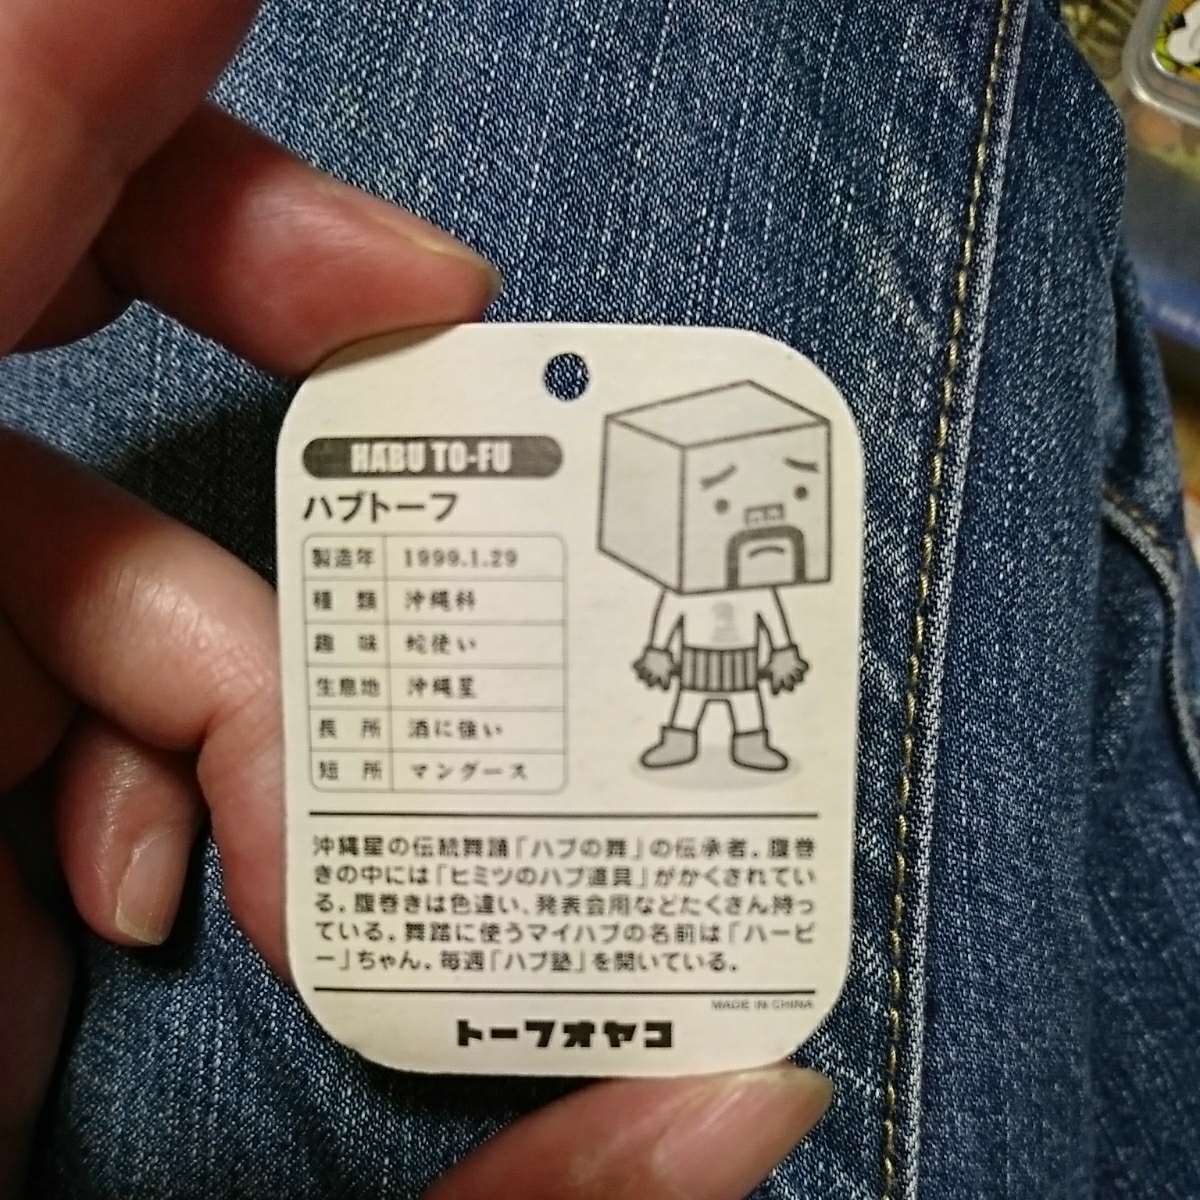 HABU TO-FU
ハブトーフ
製造年 1999.1.29
種 類 沖縄科
趣 味 蛇使い
生息地 沖縄星
長 所 酒に強い
短 所 マングース
沖縄星の伝統舞踊「ハブの舞」の伝承者。腹巻
きの中には「ヒミツのハブ道具」がかくされてい
る。腹巻きは色違い、発表会用などたくさん持っ
ている。舞踏に使うマイハブの名前は「ハービ
ー」ちゃん。毎週「ハブ塾」を開いている。
MADE IN CHINA
トーフオヤコ